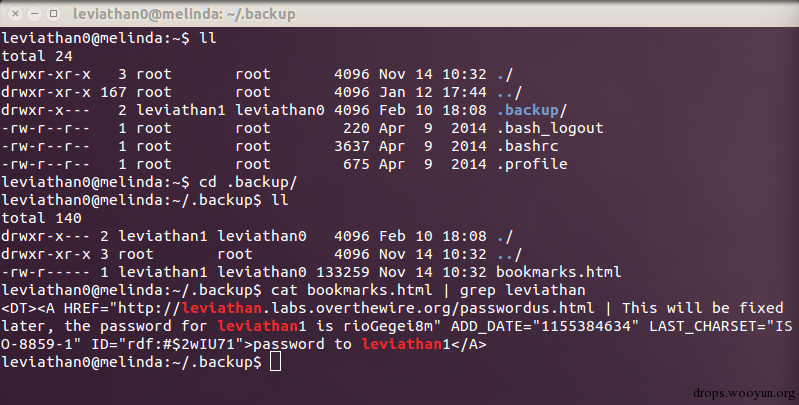 leviathan0@melinda: ~/.backup
leviathan0@melinda:~$ ll
total 24
drwxr-xr-x   3 root       root       4096 Nov 14 10:32 ./
drwxr-xr-x 167 root       root       4096 Jan 12 17:44 ../
drwxr-x---   2 leviathan1 leviathan0 4096 Feb 10 18:08 .backup/
-rw-r--r--   1 root       root        220 Apr  9  2014 .bash_logout
-rw-r--r--   1 root       root       3637 Apr  9  2014 .bashrc
-rw-r--r--   1 root       root        675 Apr  9  2014 .profile
leviathan0@melinda:~$ cd .backup/
leviathan0@melinda:~/.backup$ ll
total 140
drwxr-x--- 2 leviathan1 leviathan0   4096 Feb 10 18:08 ./
drwxr-xr-x 3 root       root         4096 Nov 14 10:32 ../
-rw-r----- 1 leviathan1 leviathan0 133259 Nov 14 10:32 bookmarks.html
leviathan0@melinda:~/.backup$ cat bookmarks.html | grep leviathan
<DT><A HREF="http://leviathan.labs.overthewire.org/passwordus.html | This will be fixed
later, the password for leviathan1 is rioGegei8m" ADD_DATE="1155384634" LAST_CHARSET="IS
O-8859-1" ID="rdf:#$2wIU71">password to leviathan1</A>
leviathan0@melinda:~/.backup$
drops.wooyun.org